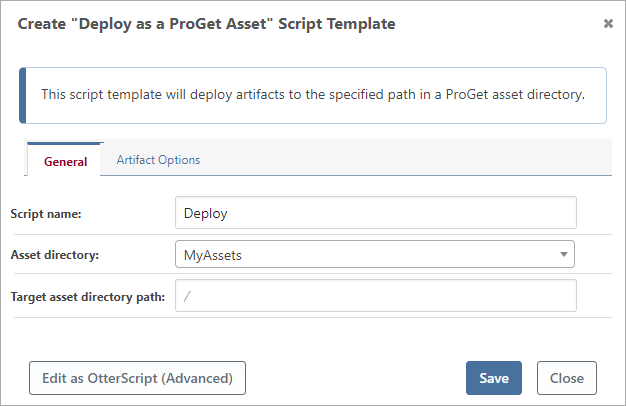 Create "Deploy as a ProGet Asset" Script Template
This script template will deploy artifacts to the specified path in a ProGet asset directory.
General
Artifact Options
Script name:
Deploy
Asset directory:
MyAssets
Target asset directory path:
/
Edit as OtterScript (Advanced)
Save
Close